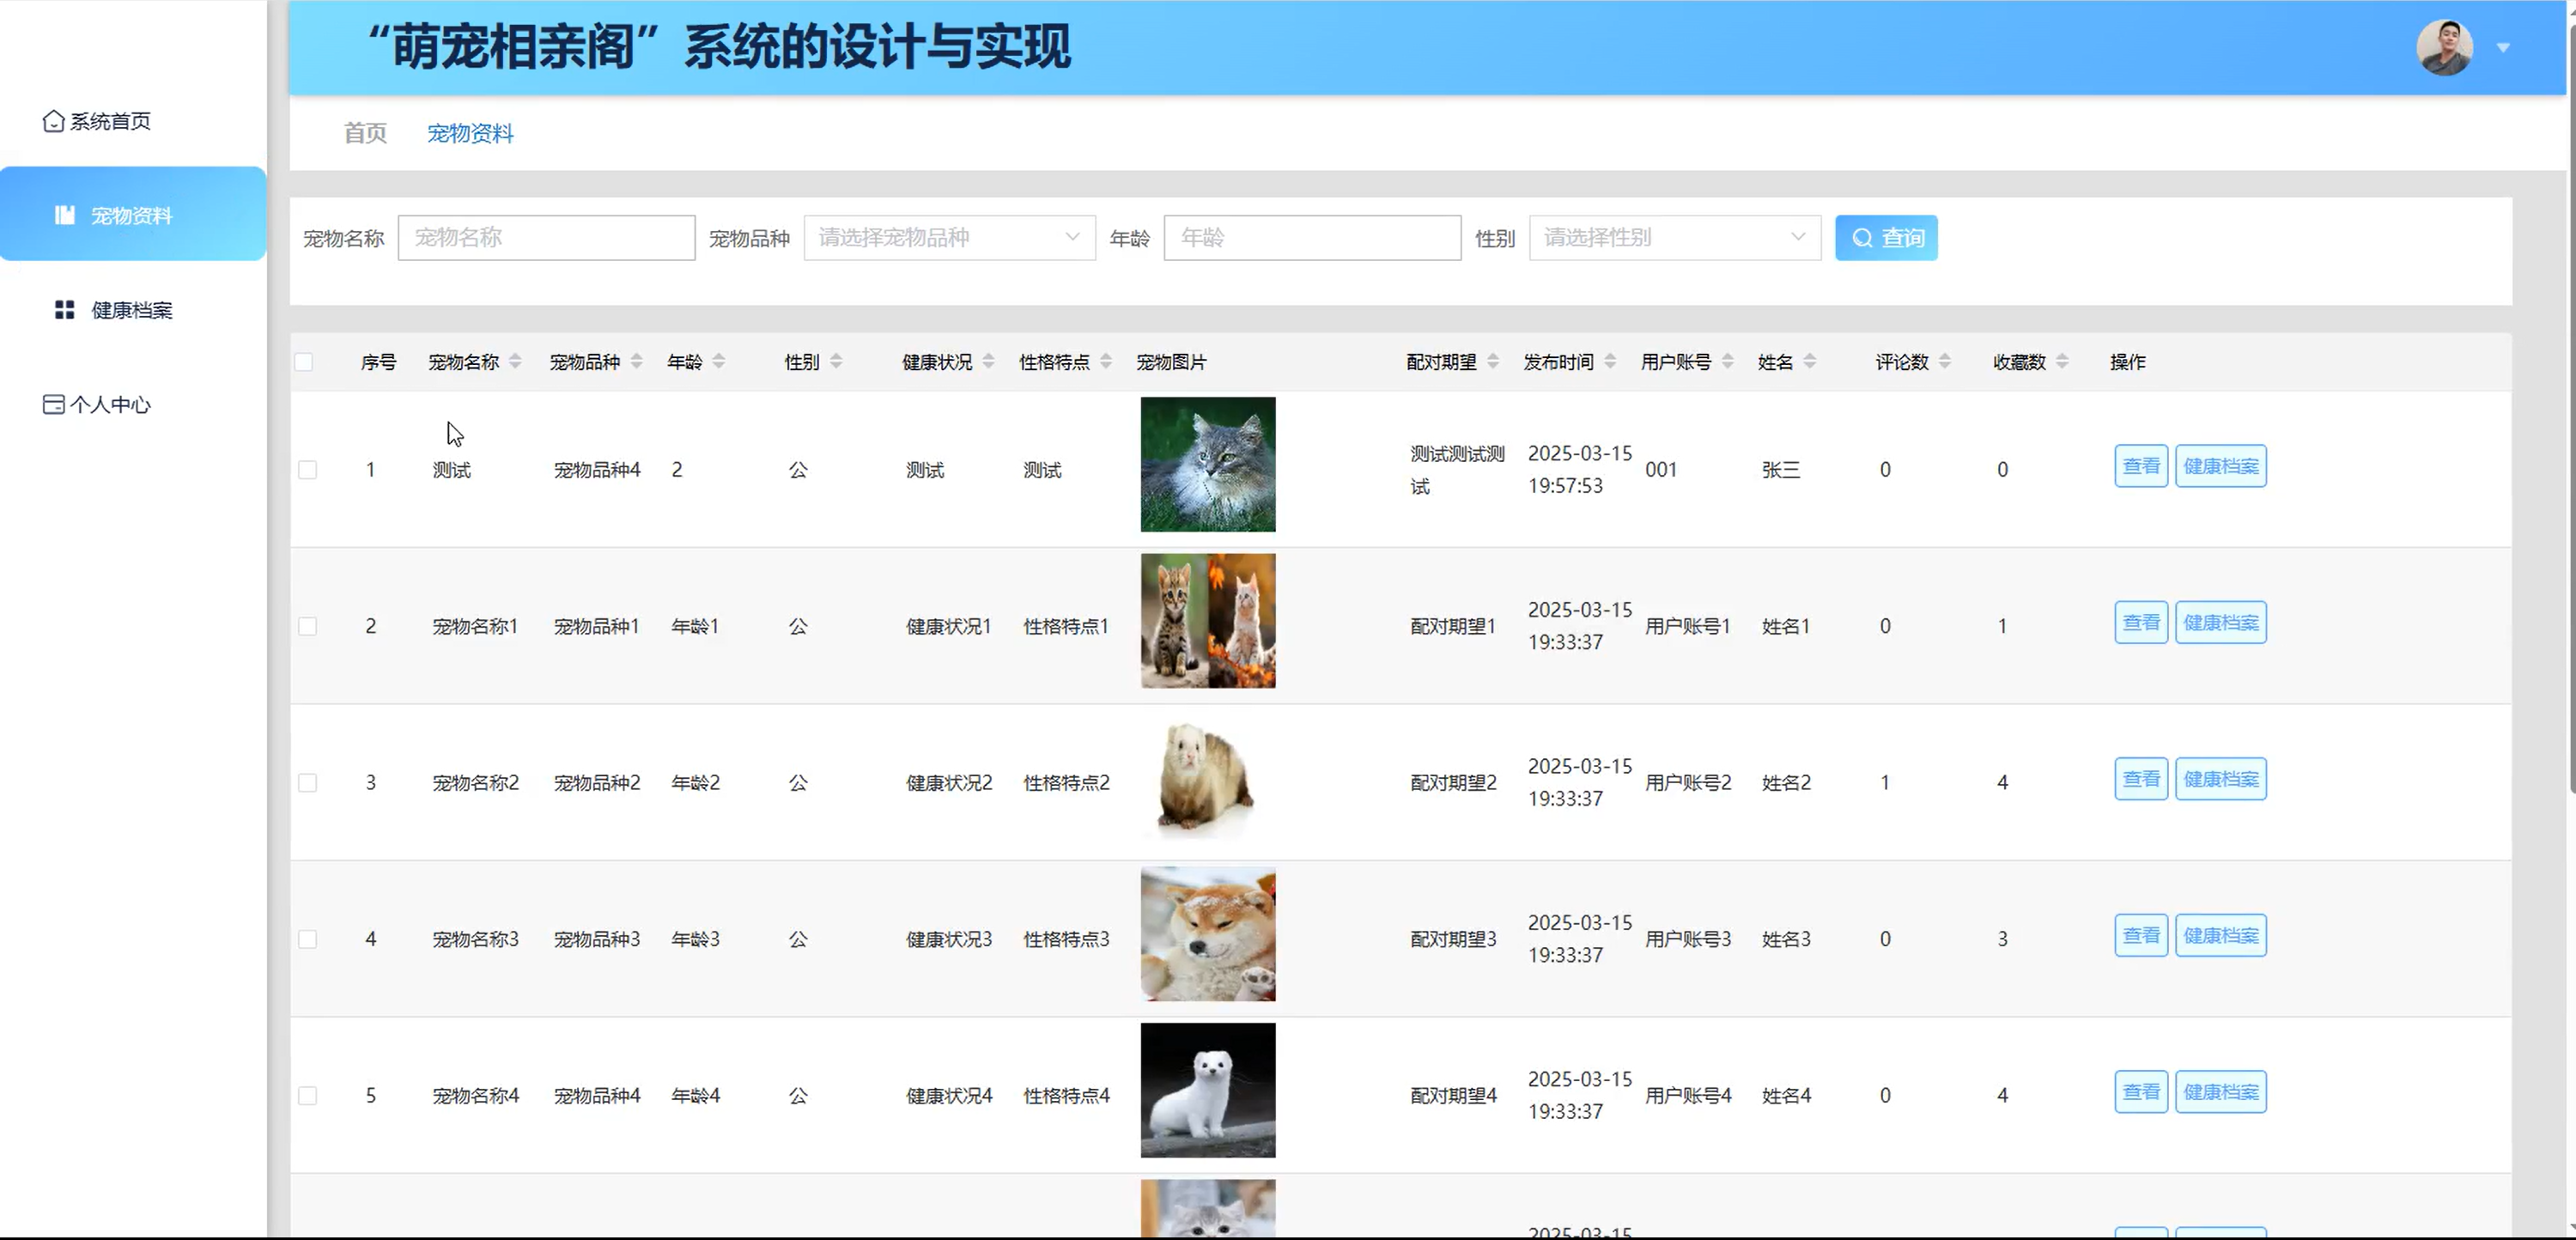 “萌宠相亲阁”系统的设计与实现
系统首页
宠物资料
健康档案
个人中心
首页 宠物资料
宠物名称 宠物名称 宠物品种 请选择宠物品种 年龄 年龄 性别 请选择性别 查询
序号 宠物名称 宠物品种 年龄 性别 健康状况 性格特点 宠物图片 配对期望 发布时间 用户账号 姓名 评论数 收藏数 操作
1 测试 宠物品种4 2 公 测试 测试 测试测试测试 2025-03-15 19:57:53 001 张三 0 0 查看 健康档案
2 宠物名称1 宠物品种1 年龄1 公 健康状况1 性格特点1 配对期望1 2025-03-15 19:33:37 用户账号1 姓名1 0 1 查看 健康档案
3 宠物名称2 宠物品种2 年龄2 公 健康状况2 性格特点2 配对期望2 2025-03-15 19:33:37 用户账号2 姓名2 1 4 查看 健康档案
4 宠物名称3 宠物品种3 年龄3 公 健康状况3 性格特点3 配对期望3 2025-03-15 19:33:37 用户账号3 姓名3 0 3 查看 健康档案
5 宠物名称4 宠物品种4 年龄4 公 健康状况4 性格特点4 配对期望4 2025-03-15 19:33:37 用户账号4 姓名4 0 4 查看 健康档案
2025-03-15